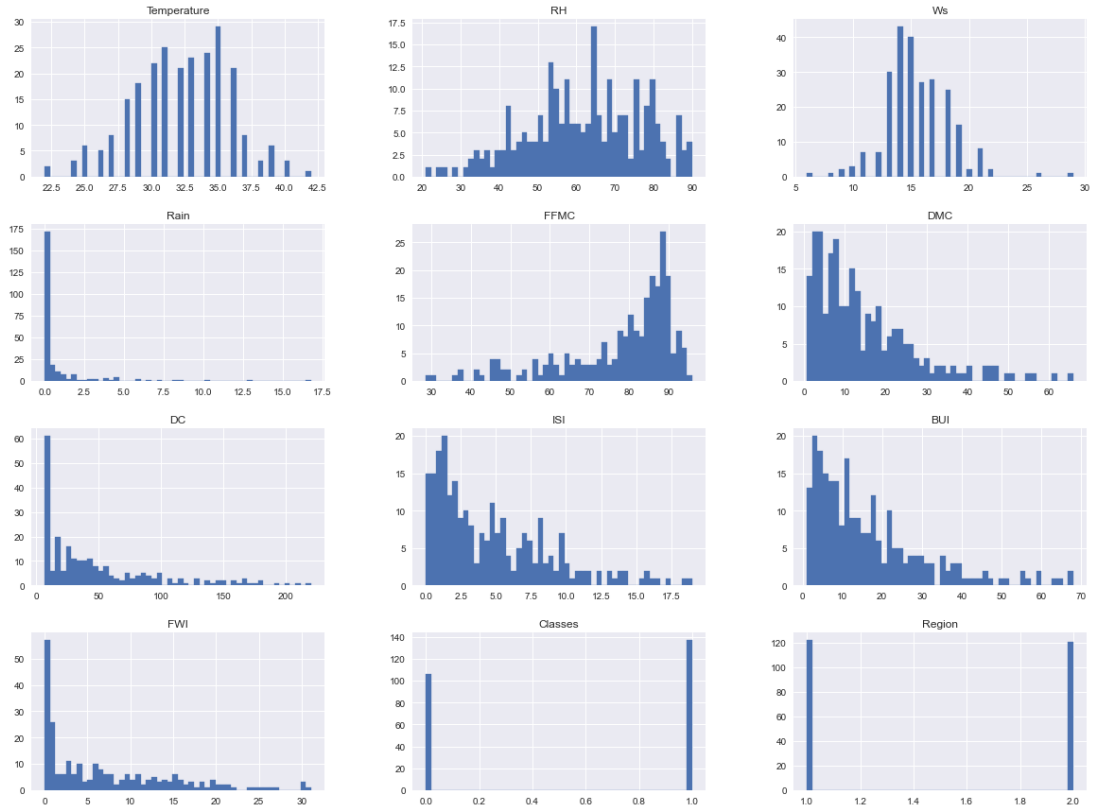 Temperature RH Ws
30 25 20 15 10 5 0
22.5 25.0 27.5 30.0 32.5 35.0 37.5 40.0 42.5
17.5 15.0 12.5 10.0 7.5 5.0 2.5 0.0
20 30 40 50 60 70 80 90
40 30 20 10 0
5 10 15 20 25 30
Rain FFMC DMC
175 150 125 100 75 50 25 0
0.0 2.5 5.0 7.5 10.0 12.5 15.0 17.5
25 20 15 10 5 0
30 40 50 60 70 80 90
20 15 10 5 0
0 10 20 30 40 50 60
DC ISI BUI
60 50 40 30 20 10 0
0 50 100 150 200
20 15 10 5 0
0.0 2.5 5.0 7.5 10.0 12.5 15.0 17.5
20 15 10 5 0
0 10 20 30 40 50 60 70
FWI Classes Region
50 40 30 20 10 0
0 5 10 15 20 25 30
140 120 100 80 60 40 20 0
0.0 0.2 0.4 0.6 0.8 1.0
120 100 80 60 40 20 0
1.0 1.2 1.4 1.6 1.8 2.0